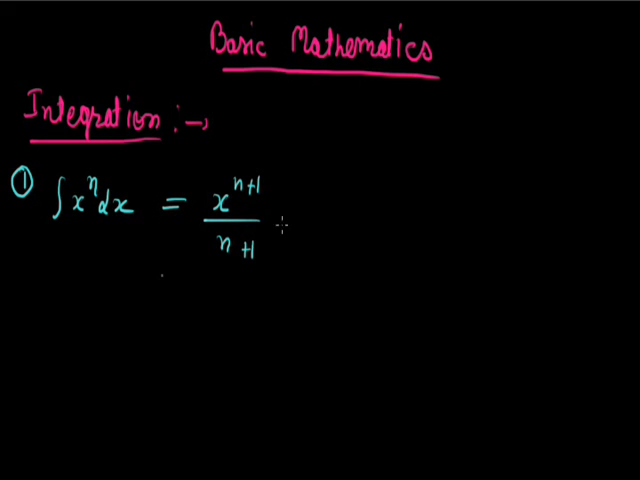 Basic Mathematics
Integration :→
① ∫xⁿdx = xⁿ⁺¹/n+1